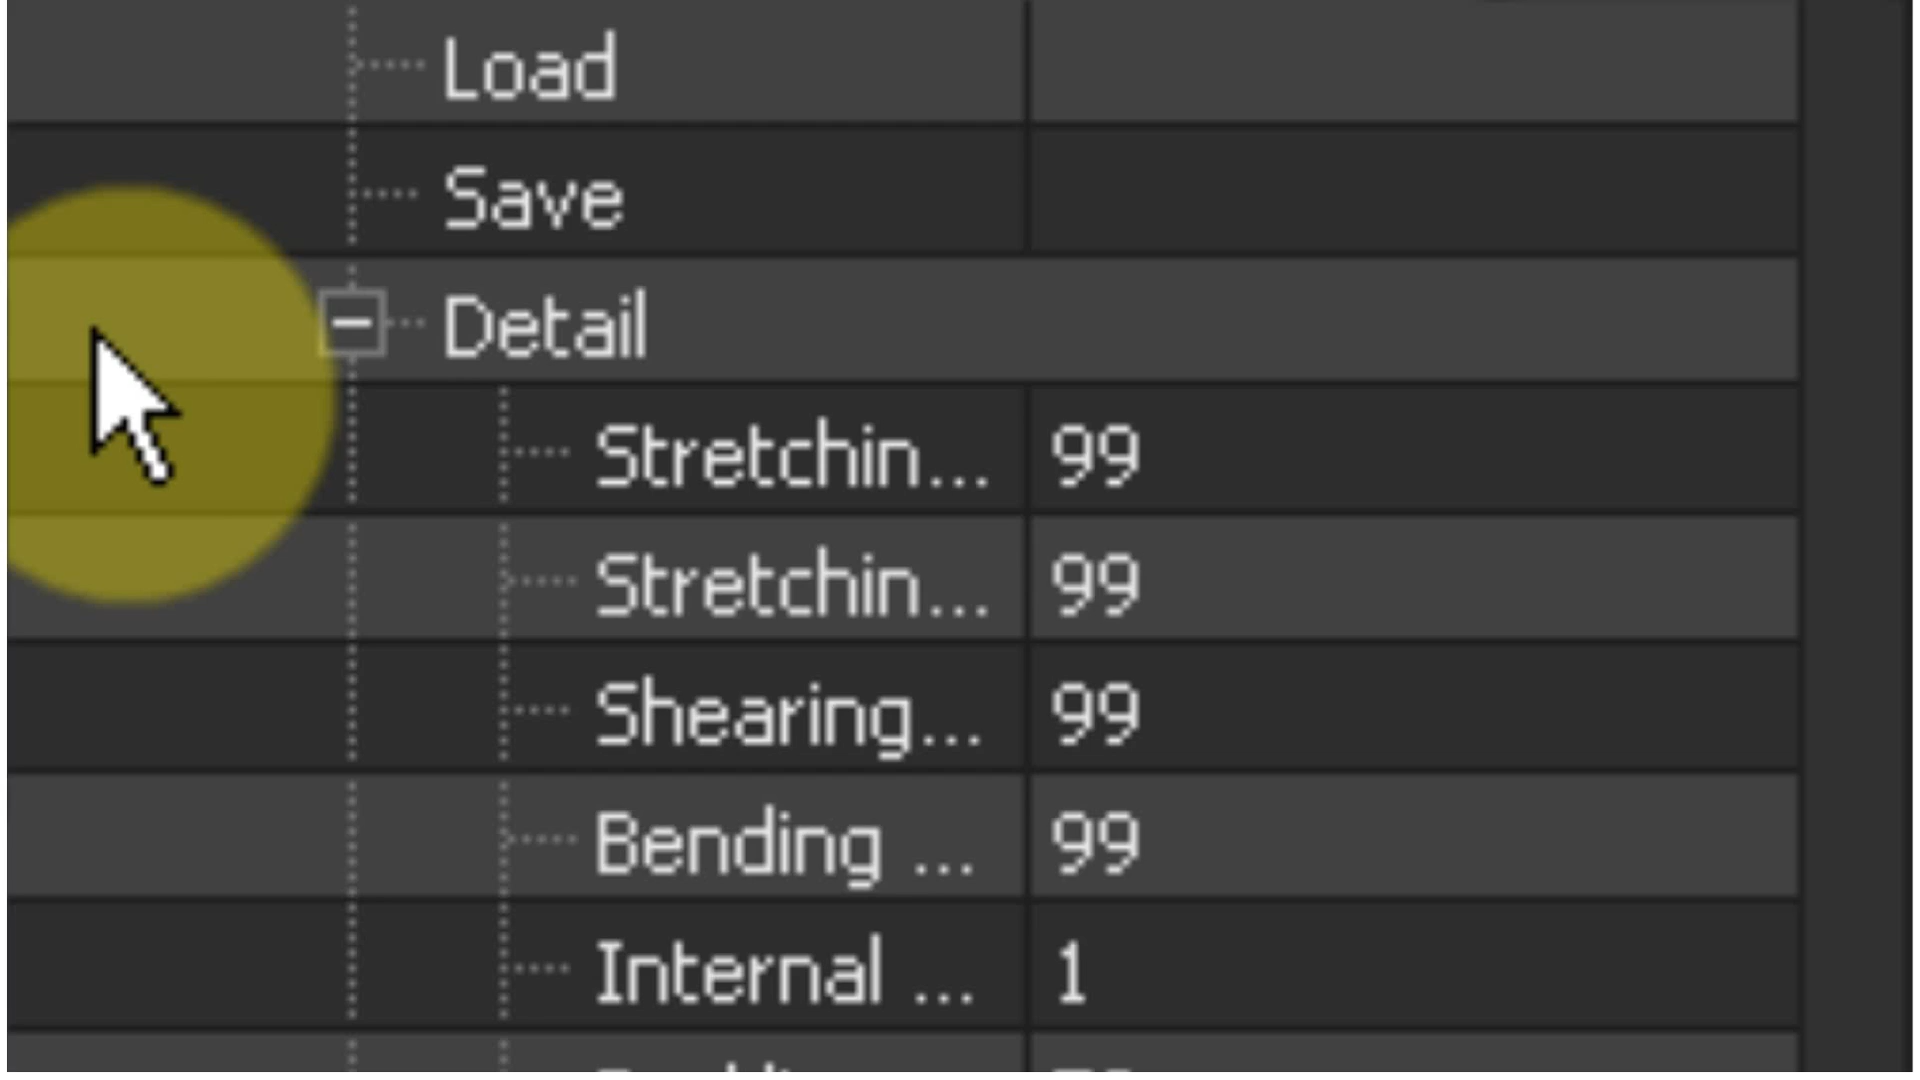 Load
Save
Detail
Stretchin... 99
Stretchin... 99
Shearing... 99
Bending ... 99
Internal ... 1